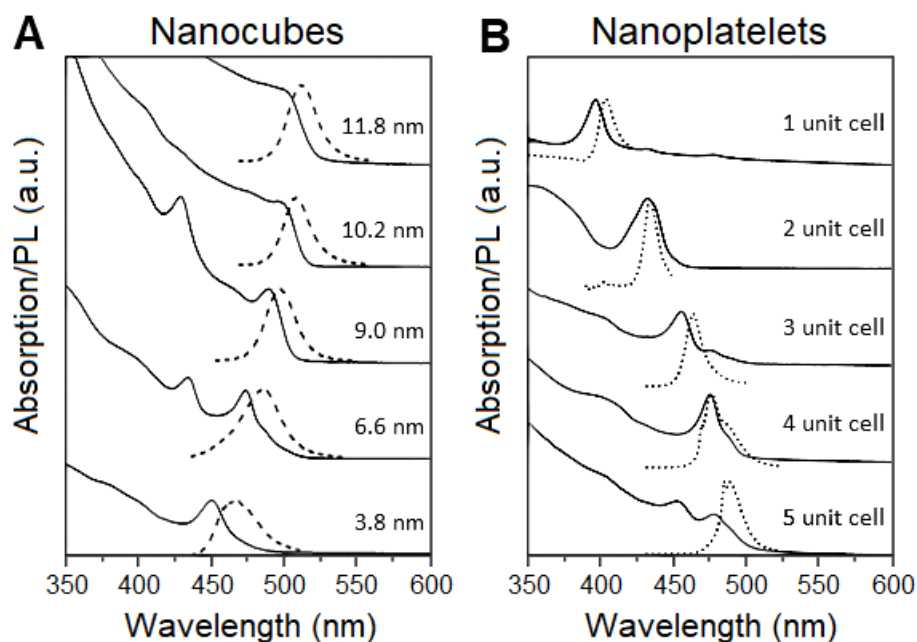 A Nanocubes
Absorption/PL (a.u.)
11.8 nm
10.2 nm
9.0 nm
6.6 nm
3.8 nm
350 400 450 500 550 600
Wavelength (nm)
B Nanoplatelets
Absorption/PL (a.u.)
1 unit cell
2 unit cell
3 unit cell
4 unit cell
5 unit cell
350 400 450 500 550 600
Wavelength (nm)